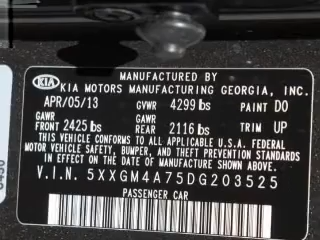 KIA KIA MOTORS MANUFACTURING GEORGIA, INC.
APR/05/13 GVWR 4299 lbs PAINT D0
GAWR GAWR
FRONT 2425 lbs REAR 2116 lbs TRIM UP
THIS VEHICLE CONFORMS TO ALL APPLICABLE FEDERAL
MOTOR VEHICLE SAFETY, BUMPER, AND THEFT PREVENTION STANDARDS
IN EFFECT ON THE DATE OF MANUFACTURE SHOWN ABOVE.
V.I.N. 5XXGM4A75DG203525
PASSENGER CAR